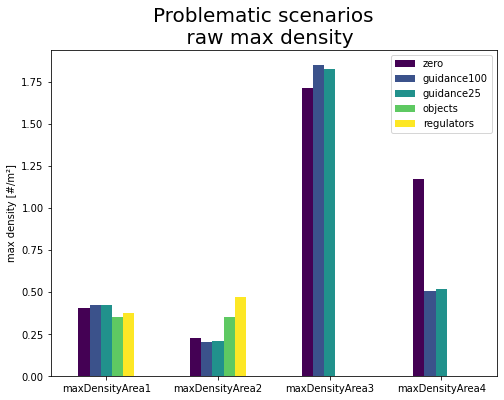 Problematic scenarios
raw max density
max density [#/m²]
1.75
1.50
1.25
1.00
0.75
0.50
0.25
0.00
zero
guidance100
guidance25
objects
regulators
maxDensityArea1
maxDensityArea2
maxDensityArea3
maxDensityArea4